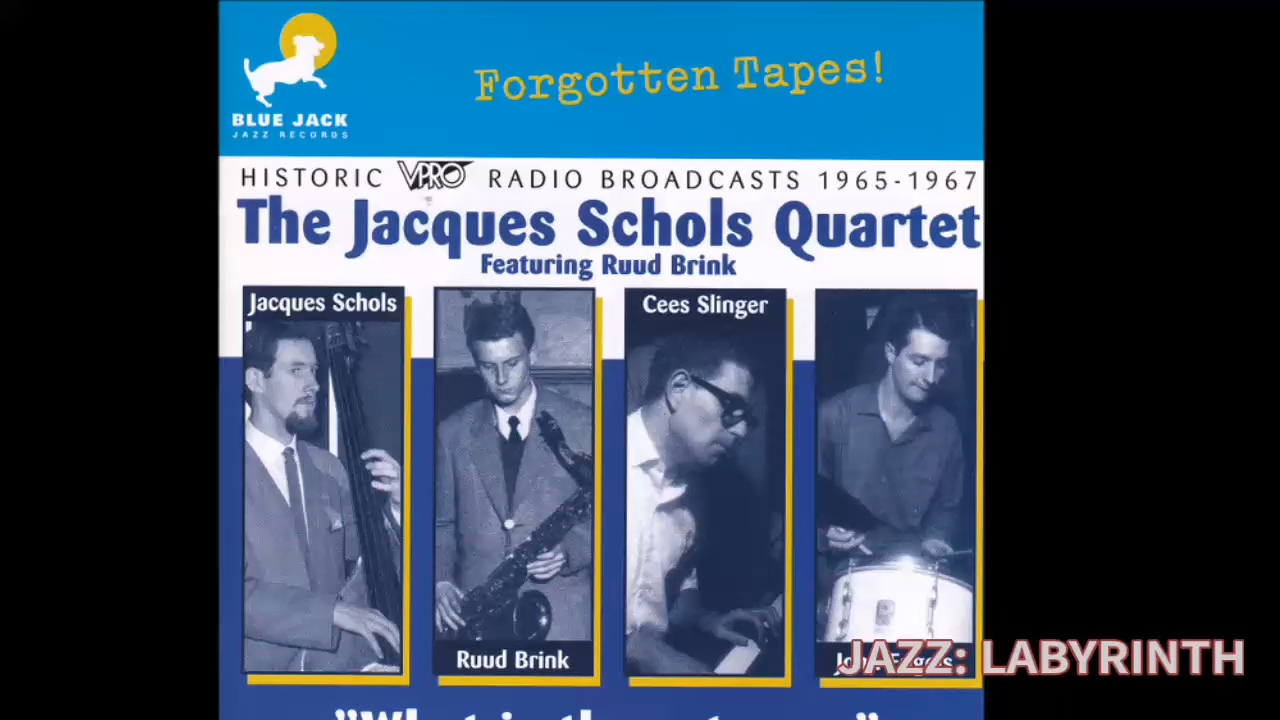 Forgotten Tapes!
BLUE JACK
JAZZ RECORDS
HISTORIC VPRO RADIO BROADCASTS 1965-1967
The Jacques Schols Quartet
Featuring Ruud Brink
Jacques Schols
Cees Slinger
Ruud Brink
JAZZ: LABYRINTH